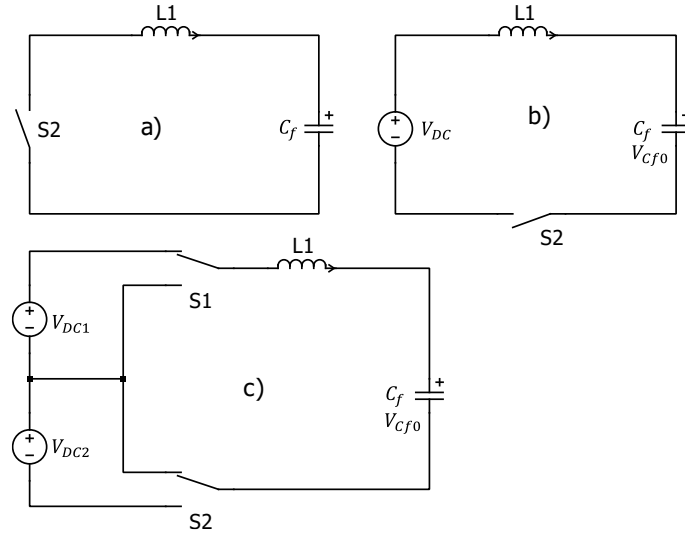 L1
S2
a)
C_f
+
L1
+
−
V_DC
b)
+
C_f
V_Cf0
S2
L1
S1
+
−
V_DC1
c)
+
C_f
V_Cf0
+
−
V_DC2
S2